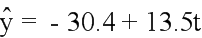 ŷ = - 30.4 + 13.5t